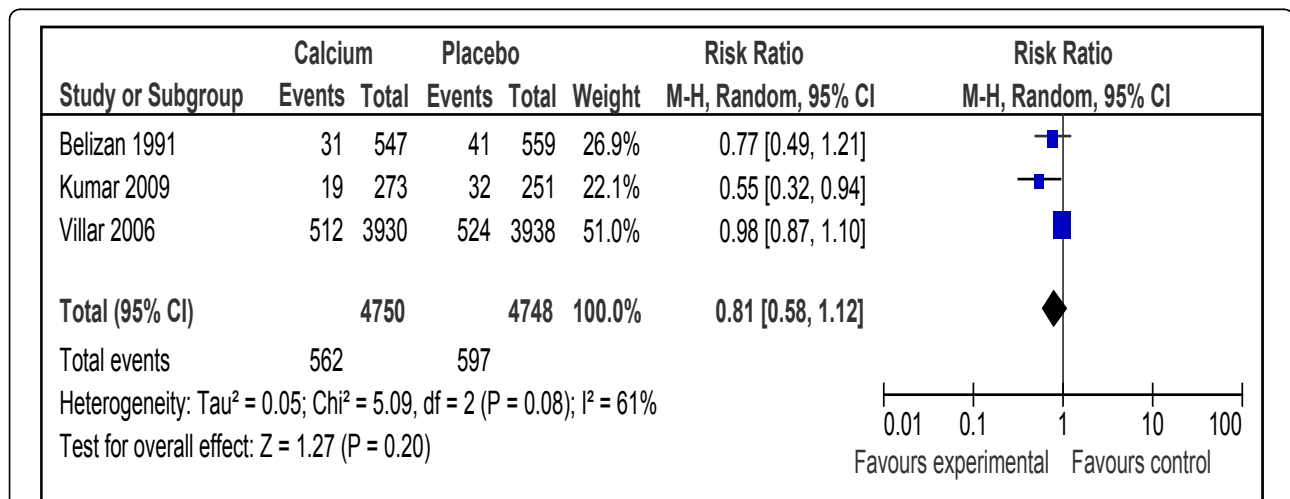 Calcium Placebo Risk Ratio Risk Ratio
Study or Subgroup Events Total Events Total Weight M-H, Random, 95% CI M-H, Random, 95% CI
Belizan 1991 31 547 41 559 26.9% 0.77 [0.49, 1.21]
Kumar 2009 19 273 32 251 22.1% 0.55 [0.32, 0.94]
Villar 2006 512 3930 524 3938 51.0% 0.98 [0.87, 1.10]
Total (95% CI) 4750 4748 100.0% 0.81 [0.58, 1.12]
Total events 562 597
Heterogeneity: Tau² = 0.05; Chi² = 5.09, df = 2 (P = 0.08); I² = 61%
Test for overall effect: Z = 1.27 (P = 0.20)
0.01 0.1 1 10 100
Favours experimental Favours control